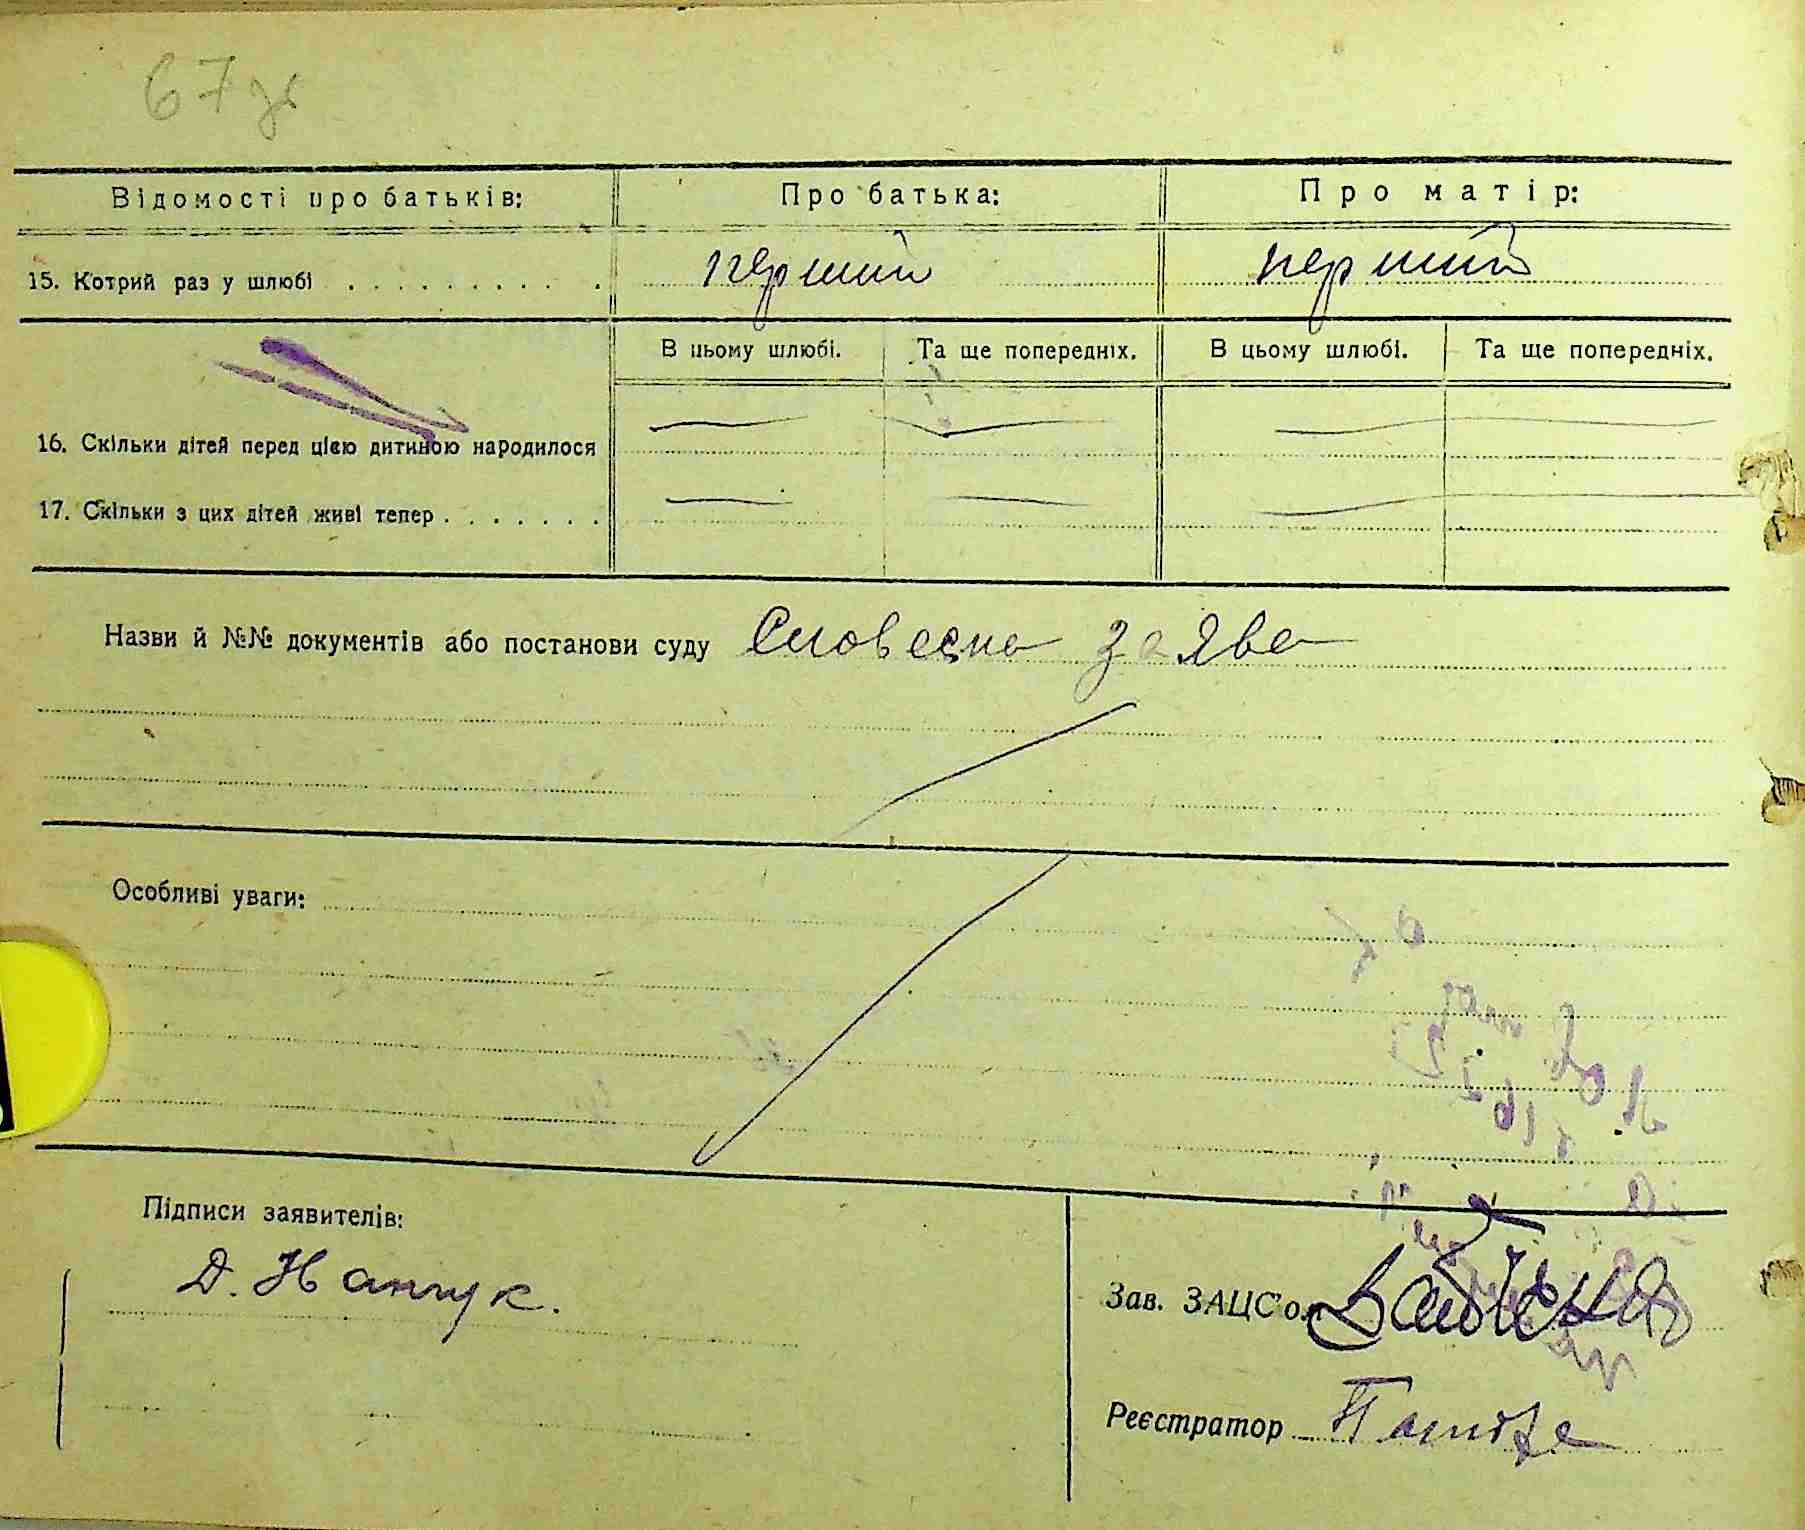 67
Відомості про батьків: Про батька: Про матір:
15. Котрий раз у шлюбі . . . . . . . . . . перший перший
В цьому шлюбі. Та ще попередніх. В цьому шлюбі. Та ще попередніх.
16. Скільки дітей перед цією дитиною народилося
17. Скільки з цих дітей живі тепер . . . . . . .
Назви й №№ документів або постанови суду Словесна заява
Особливі уваги:
Підписи заявителів:
Д.
Зав. ЗАЦС'ом
Реєстратор